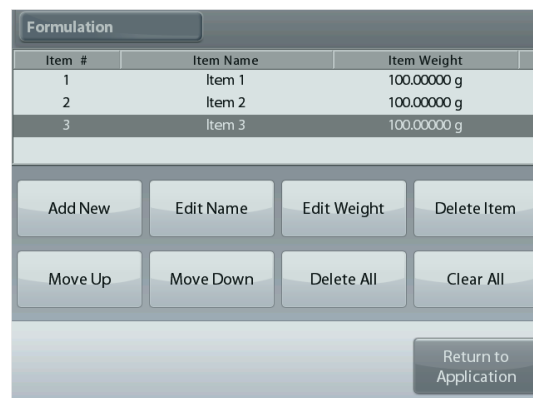 Formulation
Item # Item Name Item Weight
1 Item 1 100.00000 g
2 Item 2 100.00000 g
3 Item 3 100.00000 g
Add New Edit Name Edit Weight Delete Item
Move Up Move Down Delete All Clear All
Return to
Application